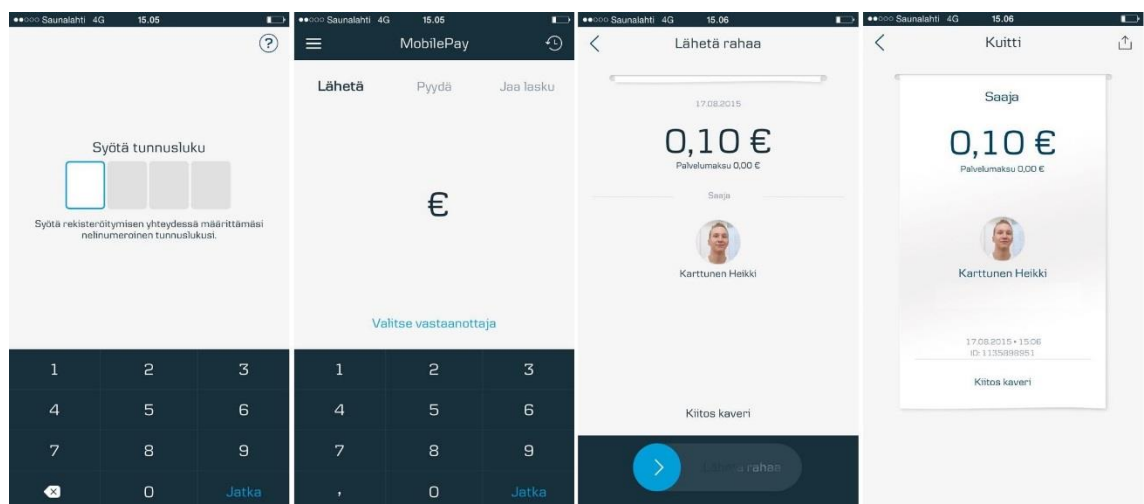 Saunalahti 4G 15.05
?
Syötä tunnusluku
Syötä rekisteröitymisen yhteydessä määrittämäsi
nelinumeroinen tunnuslukusi.
1 2 3
4 5 6
7 8 9
0 Jatka
Saunalahti 4G 15.05
MobilePay
Lähetä Pyydä Jaa lasku
€
Valitse vastaanottaja
1 2 3
4 5 6
7 8 9
, 0 Jatka
Saunalahti 4G 15.06
Lähetä rahaa
17.08.2015
0,10 €
Palvelumaksu 0,00 €
Saaja
Karttunen Heikki
Kiitos kaveri
rahaa
Saunalahti 4G 15.06
Kuitti
Saaja
0,10 €
Palvelumaksu 0,00 €
Karttunen Heikki
17.08.2015 • 15:06
ID: 1135898951
Kiitos kaveri